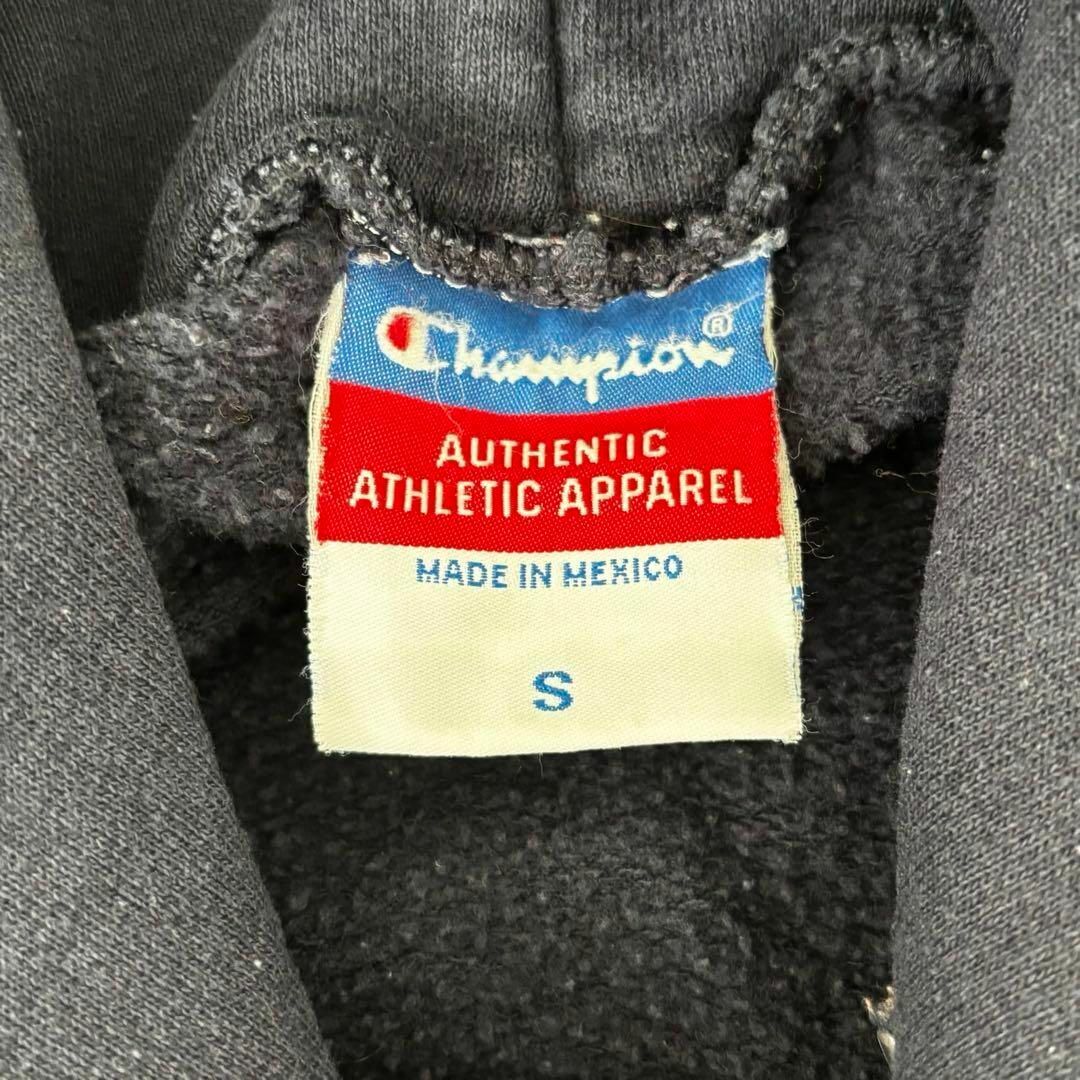 Champion®
AUTHENTIC
ATHLETIC APPAREL
MADE IN MEXICO
S